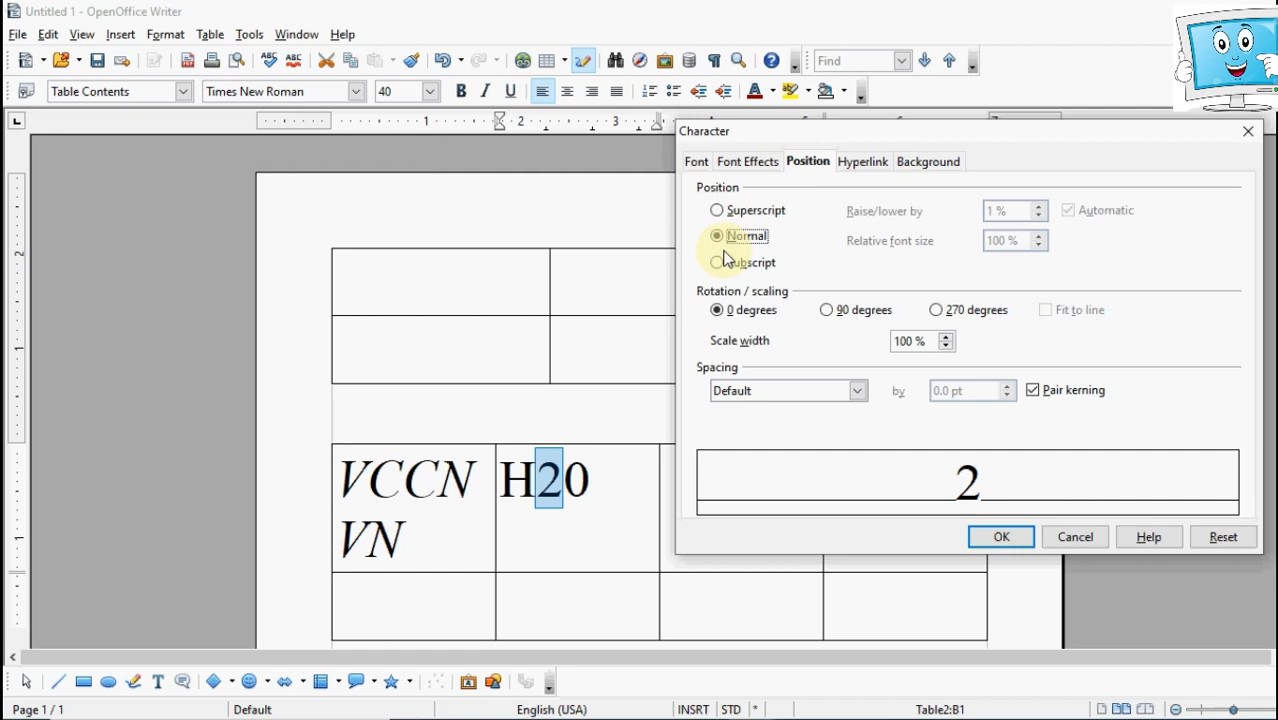 Untitled 1 - OpenOffice Writer
File Edit View Insert Format Table Tools Window Help
Find
Table Contents Times New Roman 40 B I U
1 2 3
Character
Font Font Effects Position Hyperlink Background
Position
Superscript Raise/lower by 1 % Automatic
Normal Relative font size 100 %
Subscript
Rotation / scaling
0 degrees 90 degrees 270 degrees Fit to line
Scale width 100 %
Spacing
Default by 0.0 pt Pair kerning
2
OK Cancel Help Reset
VCCN H20
VN
Page 1 / 1 Default English (USA) INSRT STD * Table2:B1